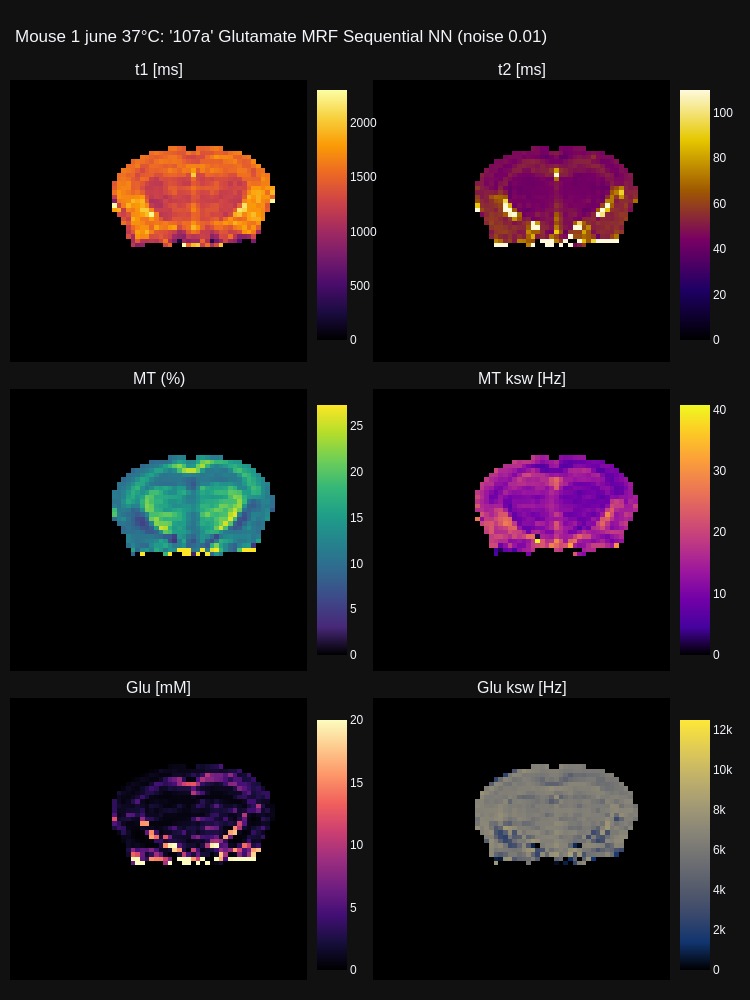 Mouse 1 june 37°C: '107a' Glutamate MRF Sequential NN (noise 0.01)
t1 [ms]
t2 [ms]
2000
1500
1000
500
0
100
80
60
40
20
0
MT (%)
MT ksw [Hz]
25
20
15
10
5
0
40
30
20
10
0
Glu [mM]
Glu ksw [Hz]
20
15
10
5
0
12k
10k
8k
6k
4k
2k
0